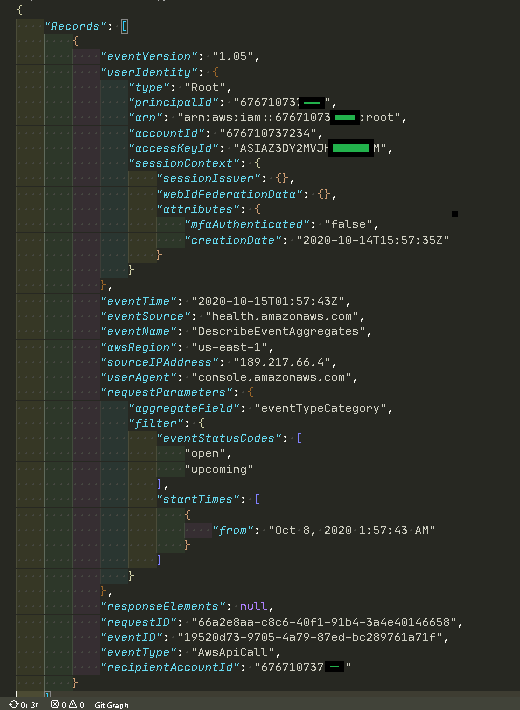 {
"Records": [
{
"eventVersion": "1.05",
"userIdentity": {
"type": "Root",
"principalId": "676710737 ",
"arn": "arn:aws:iam::67671073 :root",
"accountId": "676710737234",
"accessKeyId": "ASIAZ3DY2MVJH M",
"sessionContext": {
"sessionIssuer": {},
"webIdFederationData": {},
"attributes": {
"mfaAuthenticated": "false",
"creationDate": "2020-10-14T15:57:35Z"
}
}
},
"eventTime": "2020-10-15T01:57:43Z",
"eventSource": "health.amazonaws.com",
"eventName": "DescribeEventAggregates",
"awsRegion": "us-east-1",
"sourceIPAddress": "189.217.66.4",
"userAgent": "console.amazonaws.com",
"requestParameters": {
"aggregateField": "eventTypeCategory",
"filter": {
"eventStatusCodes": [
"open",
"upcoming"
],
"startTimes": [
{
"from": "Oct 8, 2020 1:57:43 AM"
}
]
}
},
"responseElements": null,
"requestID": "66a2e8aa-c8c6-40f1-91b4-3a4e40146658",
"eventID": "19520d73-9705-4a79-87ed-bc289761a71f",
"eventType": "AwsApiCall",
"recipientAccountId": "676710737 "
}
]
0↓ 3↑ 0 0 Git Graph